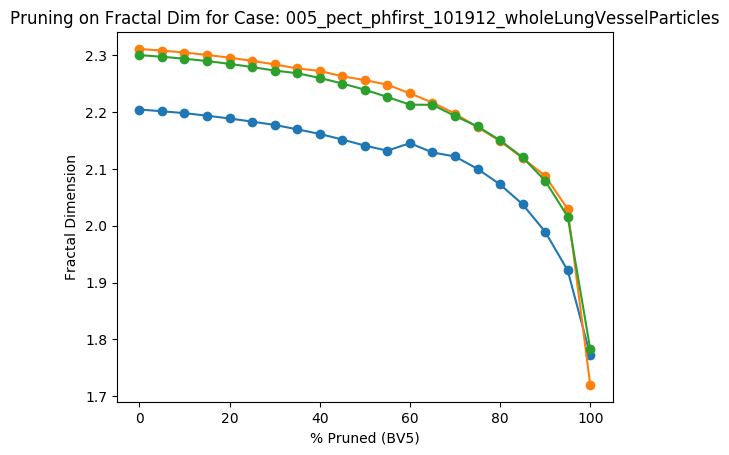 Pruning on Fractal Dim for Case: 005_pect_phfirst_101912_wholeLungVesselParticles
2.3
2.2
2.1
2.0
1.9
1.8
1.7
Fractal Dimension
0 20 40 60 80 100
% Pruned (BV5)